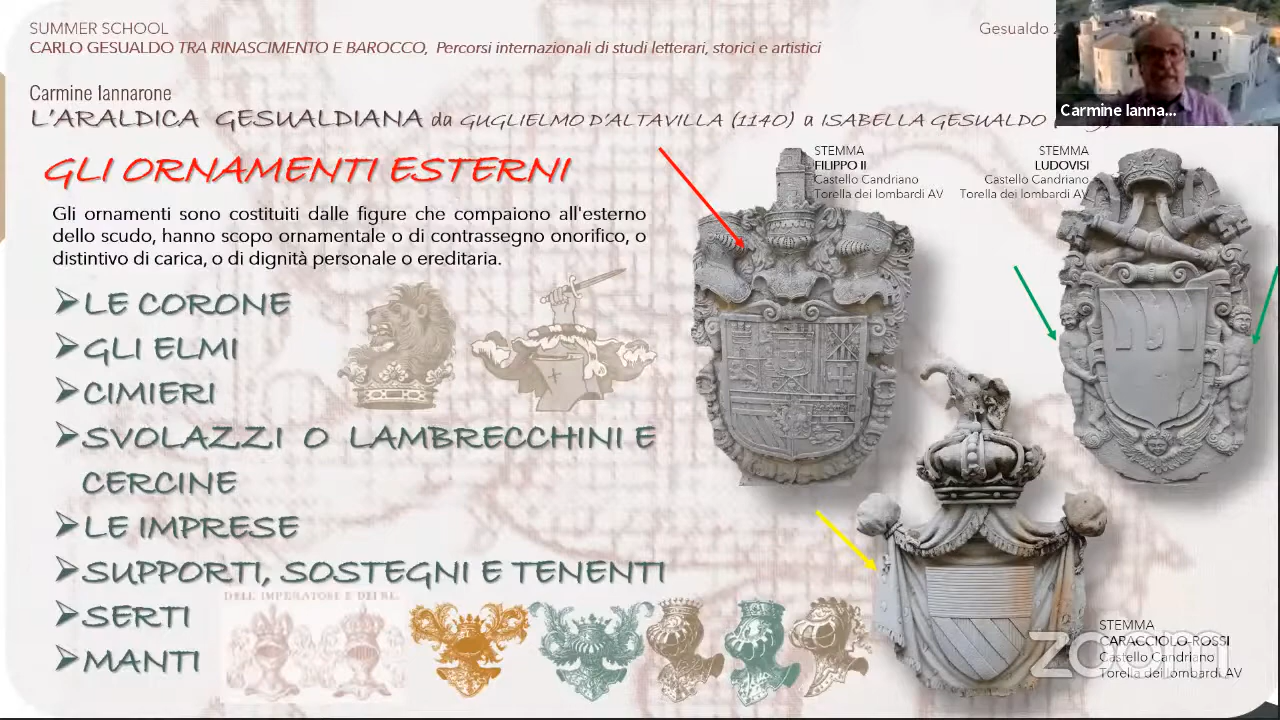 SUMMER SCHOOL
Gesualdo
CARLO GESUALDO TRA RINASCIMENTO E BAROCCO, Percorsi internazionali di studi letterari, storici e artistici
Carmine Iannarone
L'ARALDICA GESUALDIANA da GUGLIELMO D'ALTAVILLA (1140) a ISABELLA GESUALDO
Carmine Ianna...
GLI ORNAMENTI ESTERNI
Gli ornamenti sono costituiti dalle figure che compaiono all'esterno
dello scudo, hanno scopo ornamentale o di contrassegno onorifico, o
distintivo di carica, o di dignità personale o ereditaria.
➢LE CORONE
➢GLI ELMI
➢CIMIERI
➢SVOLAZZI O LAMBRECCHINI E
CERCINE
➢LE IMPRESE
➢SUPPORTI, SOSTEGNI E TENENTI
➢SERTI
➢MANTI
DELL IMPERATORE E DEI RE.
STEMMA
FILIPPO II
Castello Candriano
Torella dei lombardi AV
STEMMA
LUDOVISI
Castello Candriano
Torella dei lombardi AV
STEMMA
CARACCIOLO-ROSSI
Castello Candriano
Torella dei lombardi AV
zoom